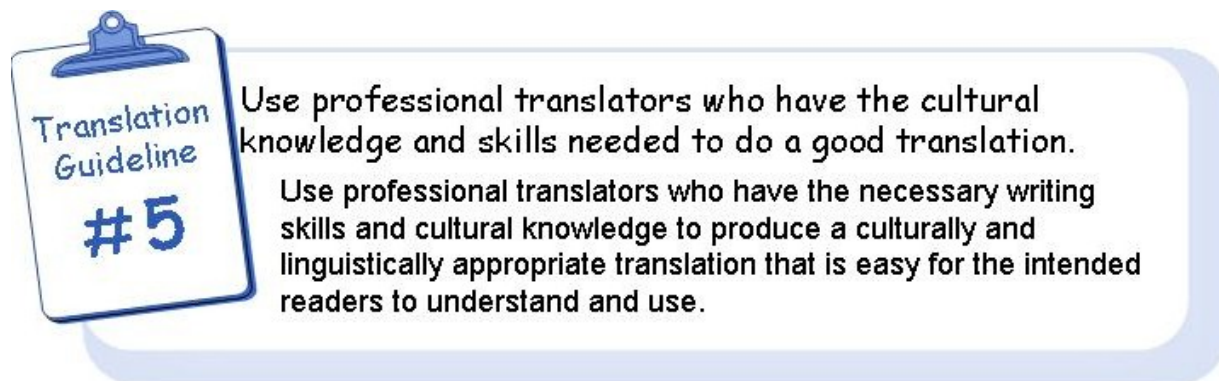 Translation
Guideline
#5
Use professional translators who have the cultural
knowledge and skills needed to do a good translation.
Use professional translators who have the necessary writing
skills and cultural knowledge to produce a culturally and
linguistically appropriate translation that is easy for the intended
readers to understand and use.